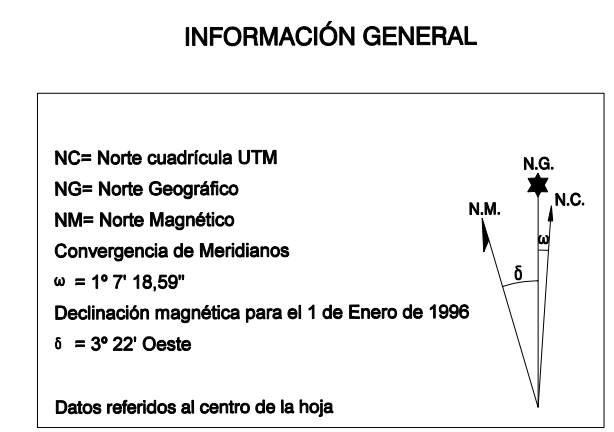 INFORMACIÓN GENERAL
NC= Norte cuadrícula UTM
NG= Norte Geográfico
NM= Norte Magnético
Convergencia de Meridianos
ω = 1º 7' 18,59"
Declinación magnética para el 1 de Enero de 1996
δ = 3º 22' Oeste
Datos referidos al centro de la hoja
N.G.
N.C.
N.M.
ω
δ